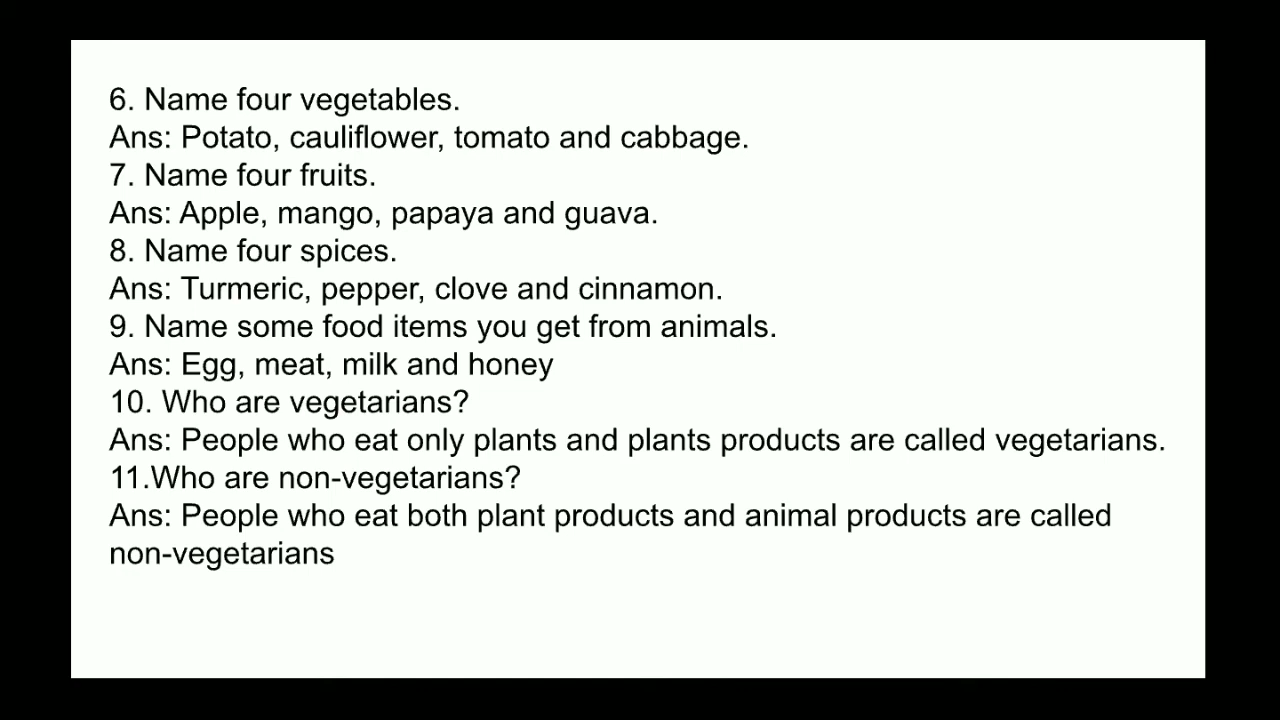 6. Name four vegetables.
Ans: Potato, cauliflower, tomato and cabbage.
7. Name four fruits.
Ans: Apple, mango, papaya and guava.
8. Name four spices.
Ans: Turmeric, pepper, clove and cinnamon.
9. Name some food items you get from animals.
Ans: Egg, meat, milk and honey
10. Who are vegetarians?
Ans: People who eat only plants and plants products are called vegetarians.
11.Who are non-vegetarians?
Ans: People who eat both plant products and animal products are called
non-vegetarians